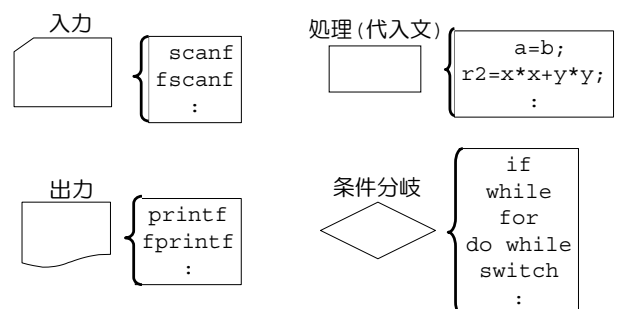 入力
scanf
fscanf
:
処理(代入文)
a=b;
r2=x*x+y*y;
:
出力
printf
fprintf
:
条件分岐
if
while
for
do while
switch
: